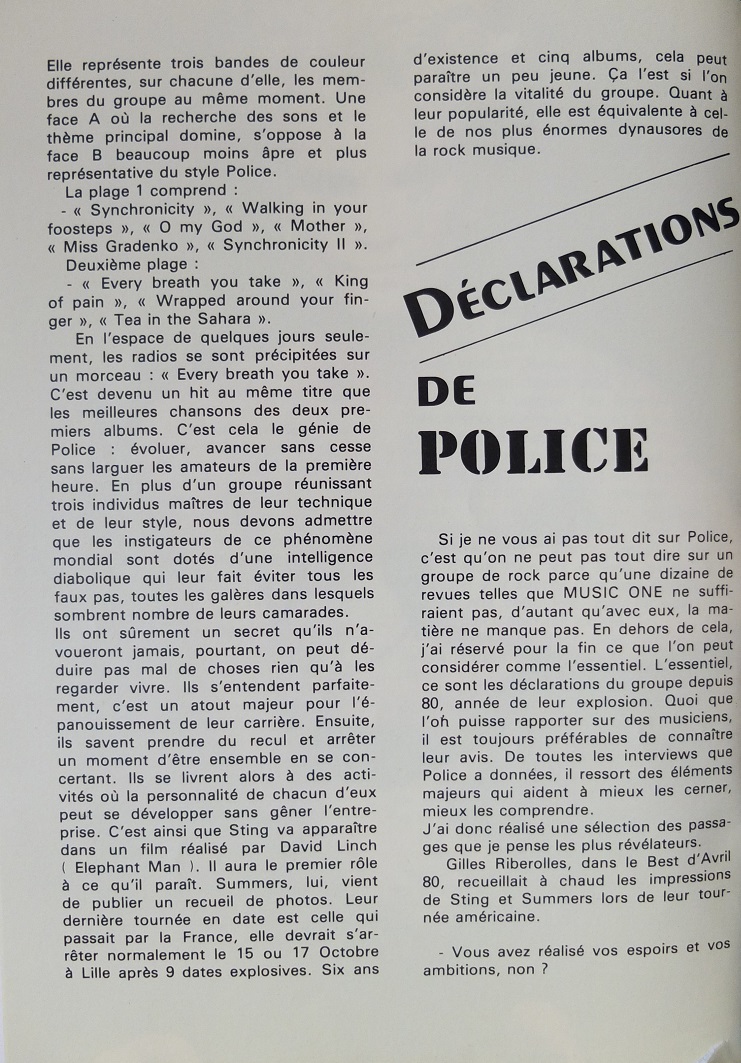 Elle représente trois bandes de couleur
différentes, sur chacune d'elle, les mem-
bres du groupe au même moment. Une
face A où la recherche des sons et le
thème principal domine, s'oppose à la
face B beaucoup moins âpre et plus
représentative du style Police.
La plage 1 comprend :
- « Synchronicity », « Walking in your
foosteps », « O my God », « Mother »,
« Miss Gradenko », « Synchronicity II ».
Deuxième plage :
- « Every breath you take », « King
of pain », « Wrapped around your fin-
ger », « Tea in the Sahara ».
En l'espace de quelques jours seule-
ment, les radios se sont précipitées sur
un morceau : « Every breath you take ».
C'est devenu un hit au même titre que
les meilleures chansons des deux pre-
miers albums. C'est cela le génie de
Police : évoluer, avancer sans cesse
sans larguer les amateurs de la première
heure. En plus d'un groupe réunissant
trois individus maîtres de leur technique
et de leur style, nous devons admettre
que les instigateurs de ce phénomène
mondial sont dotés d'une intelligence
diabolique qui leur fait éviter tous les
faux pas, toutes les galères dans lesquels
sombrent nombre de leurs camarades.
Ils ont sûrement un secret qu'ils n'a-
voueront jamais, pourtant, on peut dé-
duire pas mal de choses rien qu'à les
regarder vivre. Ils s'entendent parfaite-
ment, c'est un atout majeur pour l'é-
panouissement de leur carrière. Ensuite,
ils savent prendre du recul et arrêter
un moment d'être ensemble en se con-
certant. Ils se livrent alors à des acti-
vités où la personnalité de chacun d'eux
peut se développer sans gêner l'entre-
prise. C'est ainsi que Sting va apparaître
dans un film réalisé par David Linch
( Elephant Man ). Il aura le premier rôle
à ce qu'il paraît. Summers, lui, vient
de publier un recueil de photos. Leur
dernière tournée en date est celle qui
passait par la France, elle devrait s'ar-
rêter normalement le 15 ou 17 Octobre
à Lille après 9 dates explosives. Six ans
d'existence et cinq albums, cela peut
paraître un peu jeune. Ça l'est si l'on
considère la vitalité du groupe. Quant à
leur popularité, elle est équivalente à cel-
le de nos plus énormes dynausores de
la rock musique.
DÉCLARATIONS
DE
POLICE
Si je ne vous ai pas tout dit sur Police,
c'est qu'on ne peut pas tout dire sur un
groupe de rock parce qu'une dizaine de
revues telles que MUSIC ONE ne suffi-
raient pas, d'autant qu'avec eux, la ma-
tière ne manque pas. En dehors de cela,
j'ai réservé pour la fin ce que l'on peut
considérer comme l'essentiel. L'essentiel,
ce sont les déclarations du groupe depuis
80, année de leur explosion. Quoi que
l'on puisse rapporter sur des musiciens,
il est toujours préférables de connaître
leur avis. De toutes les interviews que
Police a données, il ressort des éléments
majeurs qui aident à mieux les cerner,
mieux les comprendre.
J'ai donc réalisé une sélection des passa-
ges que je pense les plus révélateurs.
Gilles Riberolles, dans le Best d'Avril
80, recueillait à chaud les impressions
de Sting et Summers lors de leur tour-
née américaine.
- Vous avez réalisé vos espoirs et vos
ambitions, non ?